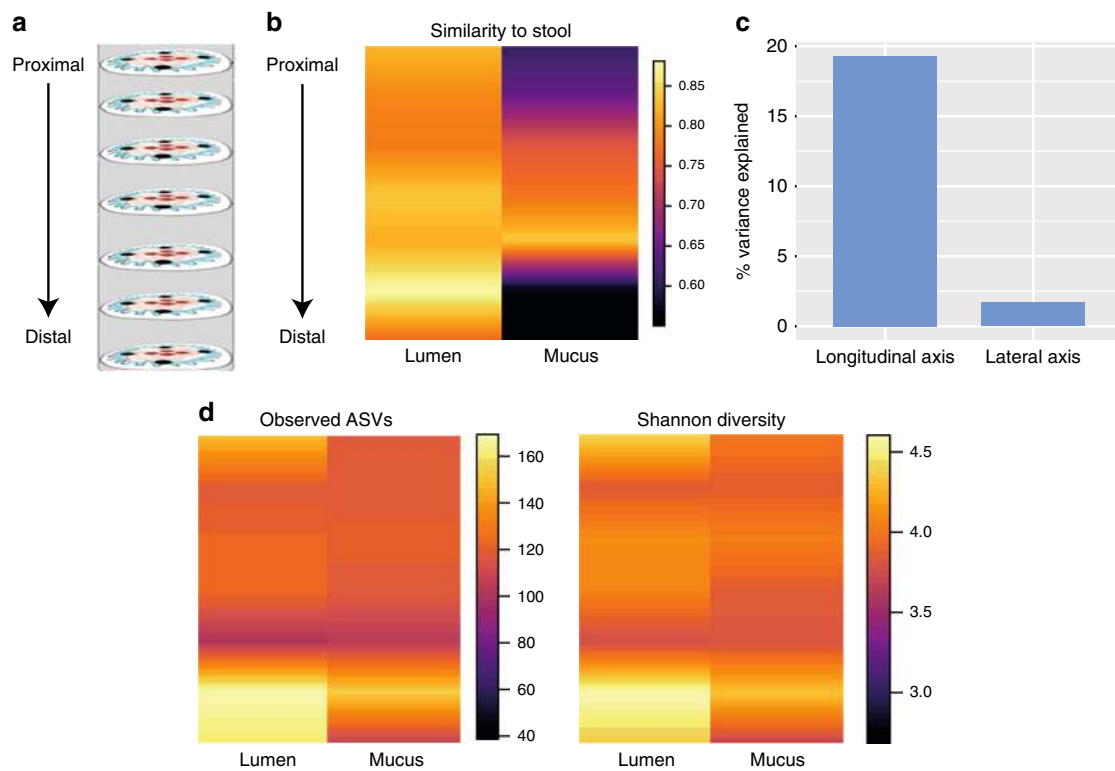 a
Proximal
Distal
b
Similarity to stool
Proximal
Distal
Lumen
Mucus
0.85
0.80
0.75
0.70
0.65
0.60
c
% variance explained
20
15
10
5
0
Longitudinal axis
Lateral axis
d
Observed ASVs
Lumen
Mucus
160
140
120
100
80
60
40
Shannon diversity
Lumen
Mucus
4.5
4.0
3.5
3.0